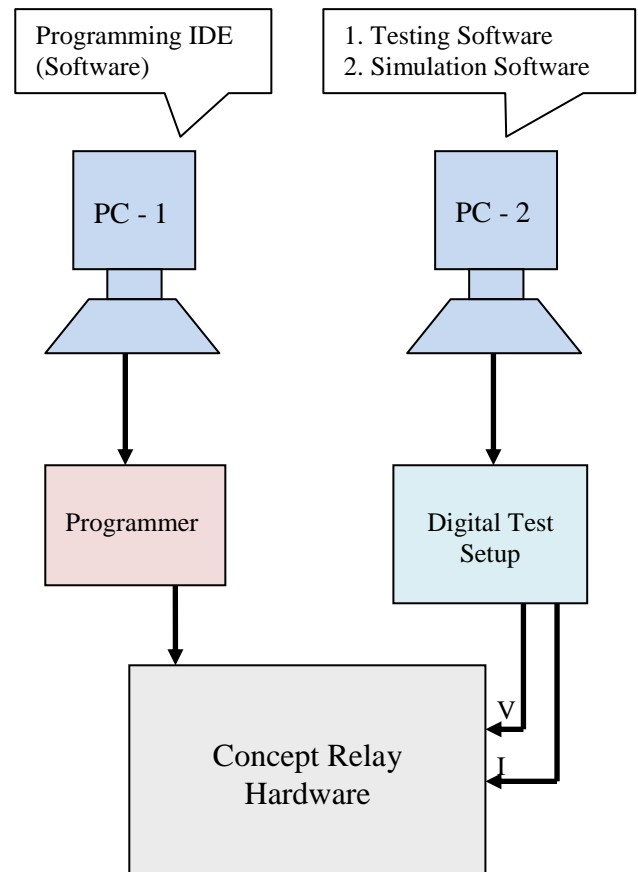 Programming IDE
(Software)
1. Testing Software
2. Simulation Software
PC - 1
PC - 2
Programmer
Digital Test
Setup
V
I
Concept Relay
Hardware